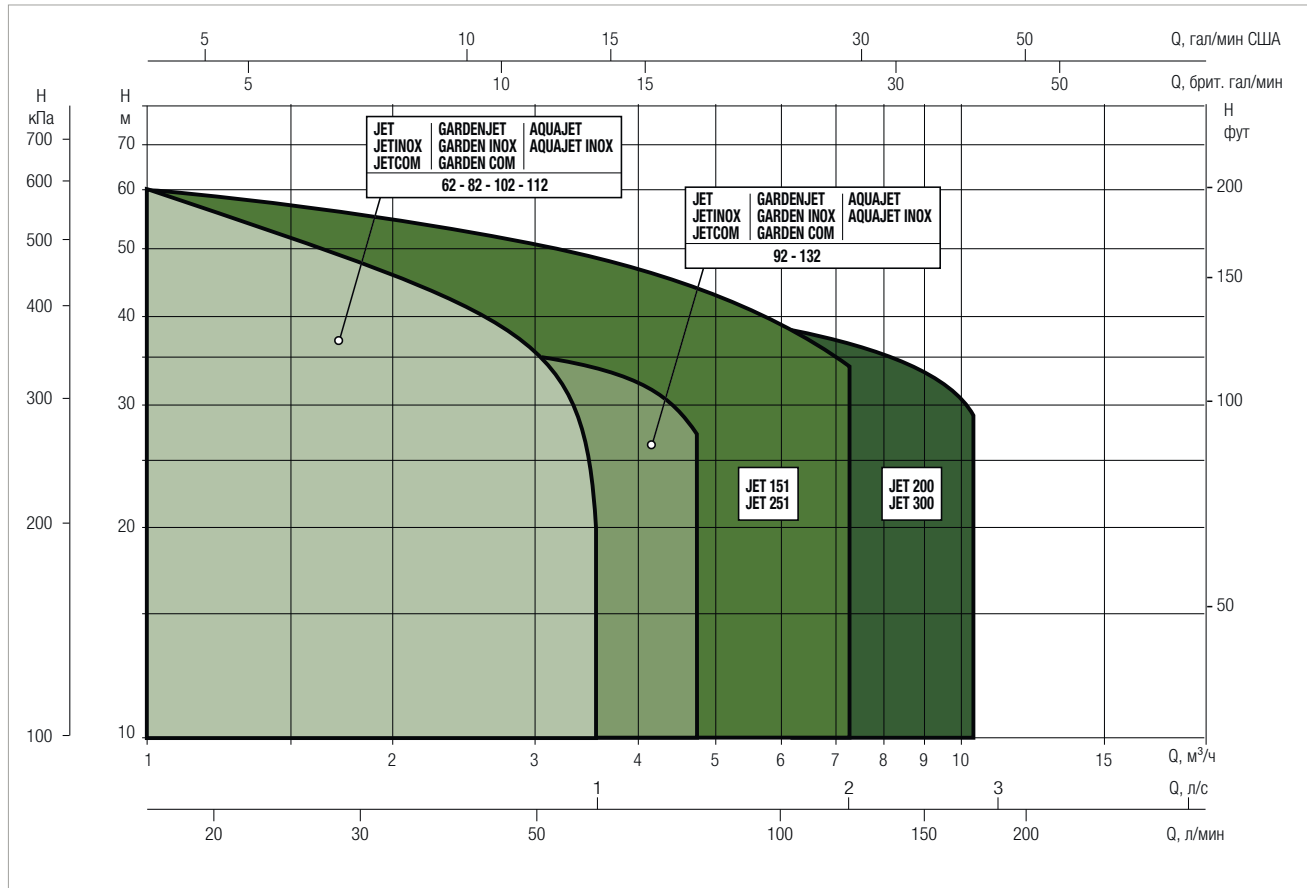 5 10 15 30 50 Q, гал/мин США
5 10 15 30 50 Q, брит. гал/мин
H кПа
H м
H фут
700 600 500 400 300 200 100
70 60 50 40 30 20 10
200 150 100 50
JET GARDENJET AQUAJET
JETINOX GARDEN INOX AQUAJET INOX
JETCOM GARDEN COM
62 - 82 - 102 - 112
JET GARDENJET AQUAJET
JETINOX GARDEN INOX AQUAJET INOX
JETCOM GARDEN COM
92 - 132
JET 151
JET 251
JET 200
JET 300
1 2 3 4 5 6 7 8 9 10 15 Q, м³/ч
1 2 3 Q, л/с
20 30 50 100 150 200 Q, л/мин